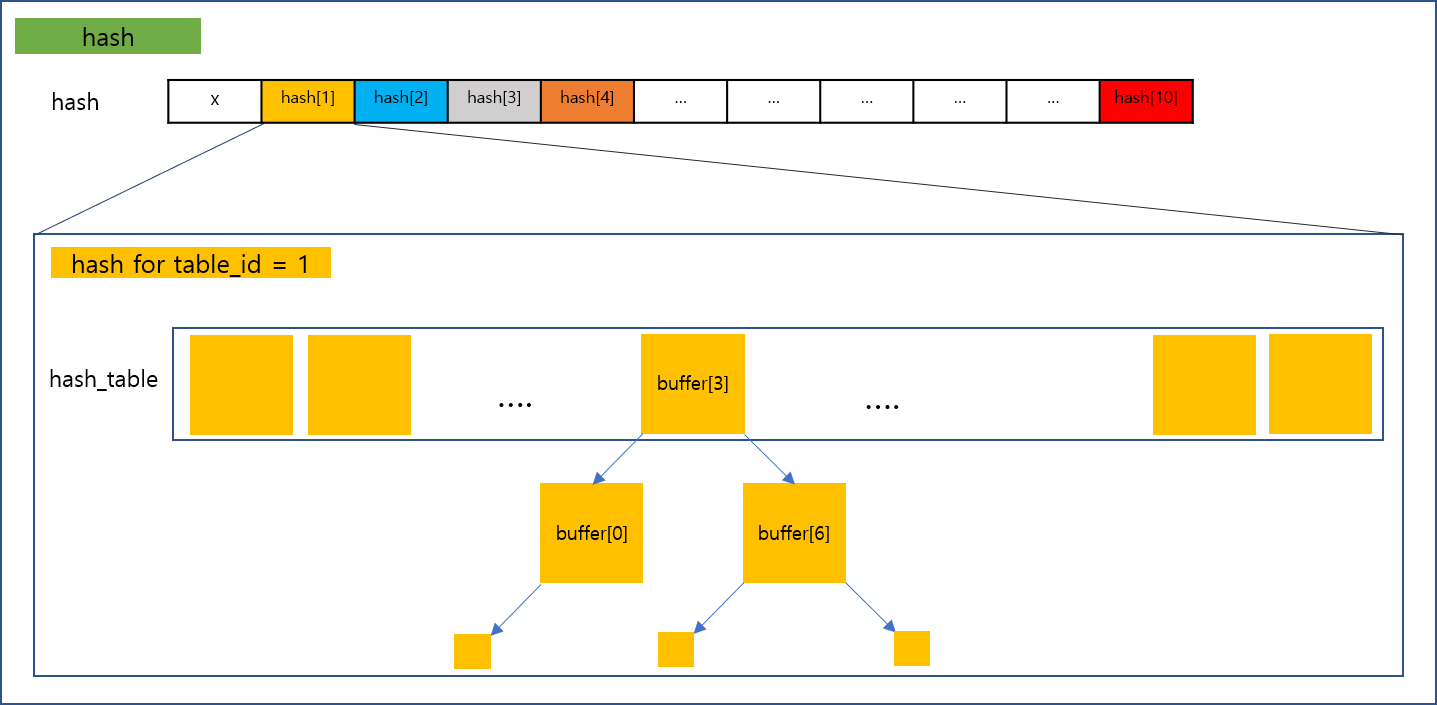 hash
hash x hash[1] hash[2] hash[3] hash[4] ... ... ... ... ... hash[10]
hash for table_id = 1
hash_table .... buffer[3] ....
buffer[0] buffer[6]